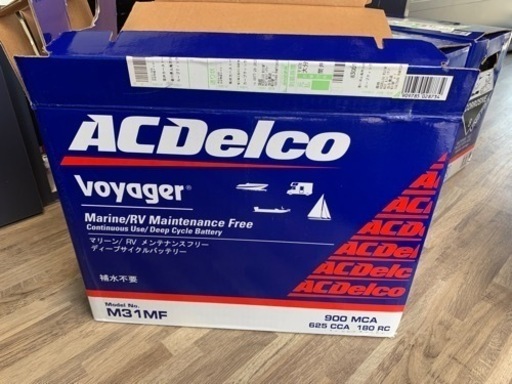 ACDelco
Voyager®
Marine/RV Maintenance Free
Continuous Use/ Deep Cycle Battery
マリーン/ RV メンテナンスフリー
ディープサイクルバッテリー
補水不要
ACDelco
Model No.
M31MF
900 MCA
625 CCA 180 RC